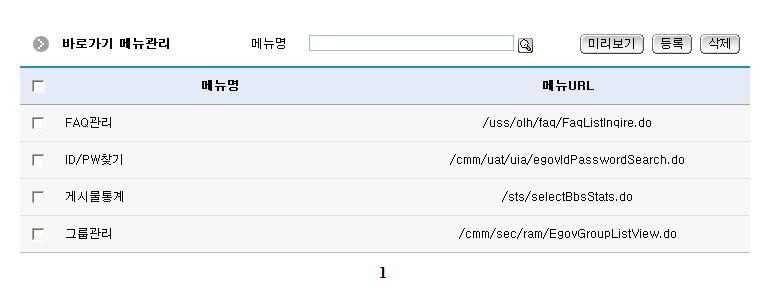 바로가기 메뉴관리 메뉴명 미리보기 등록 삭제
메뉴명 메뉴URL
FAQ관리 /uss/olh/faq/FaqListInqire.do
ID/PW찾기 /cmm/uat/uia/egovIdPasswordSearch.do
게시물통계 /sts/selectBbsStats.do
그룹관리 /cmm/sec/ram/EgovGroupListView.do
1